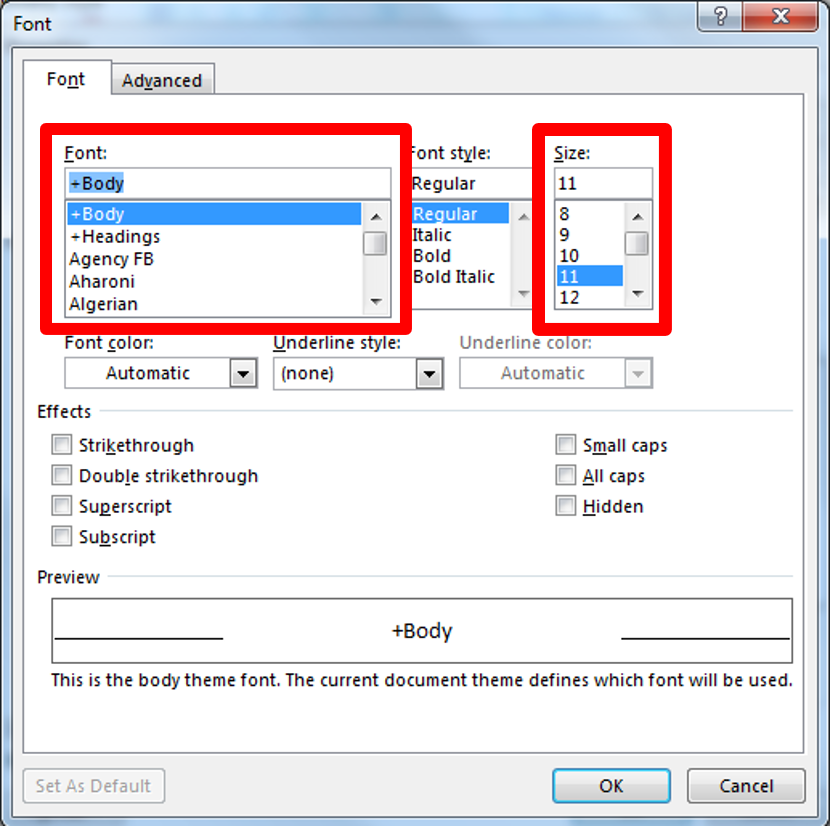 Font
?
Font Advanced
Font: Font style: Size:
+Body Regular 11
+Body Regular 8
+Headings Italic 9
Agency FB Bold 10
Aharoni Bold Italic 11
Algerian 12
Font color: Underline style: Underline color:
Automatic (none) Automatic
Effects
Strikethrough Small caps
Double strikethrough All caps
Superscript Hidden
Subscript
Preview
+Body
This is the body theme font. The current document theme defines which font will be used.
Set As Default OK Cancel